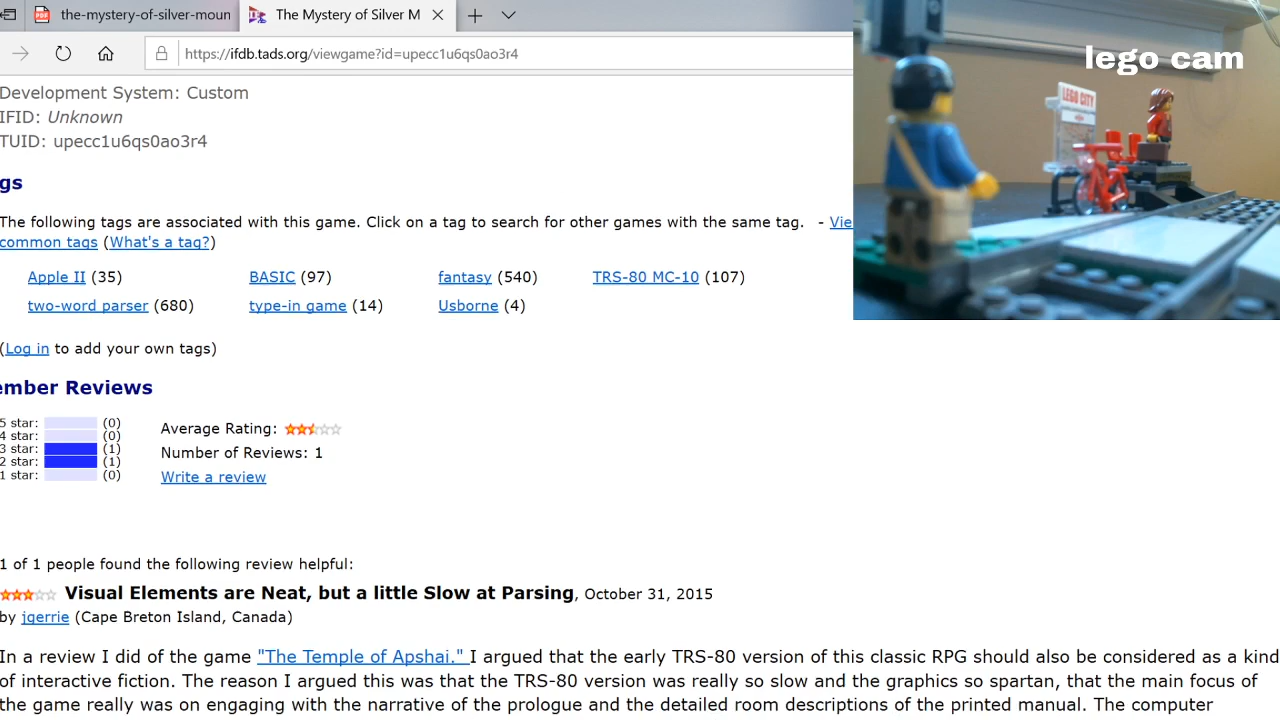 the-mystery-of-silver-moun
The Mystery of Silver M
https://ifdb.tads.org/viewgame?id=upecc1u6qs0ao3r4
lego cam
LEGO CITY
Development System: Custom
IFID: Unknown
TUID: upecc1u6qs0ao3r4
gs
The following tags are associated with this game. Click on a tag to search for other games with the same tag. - Vie
common tags (What's a tag?)
Apple II (35) BASIC (97) fantasy (540) TRS-80 MC-10 (107)
two-word parser (680) type-in game (14) Usborne (4)
(Log in to add your own tags)
ember Reviews
5 star: (0)
4 star: (0)
3 star: (1)
2 star: (1)
1 star: (0)
Average Rating:
Number of Reviews: 1
Write a review
1 of 1 people found the following review helpful:
Visual Elements are Neat, but a little Slow at Parsing, October 31, 2015
by jgerrie (Cape Breton Island, Canada)
In a review I did of the game "The Temple of Apshai." I argued that the early TRS-80 version of this classic RPG should also be considered as a kind
of interactive fiction. The reason I argued this was that the TRS-80 version was really so slow and the graphics so spartan, that the main focus of
the game really was on engaging with the narrative of the prologue and the detailed room descriptions of the printed manual. The computer